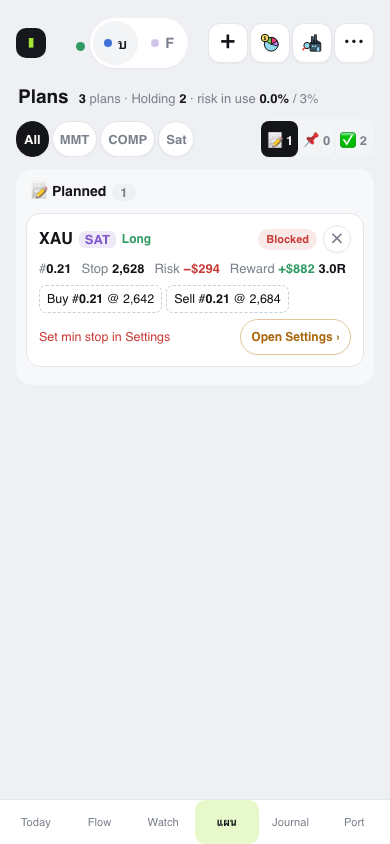 บ F + ...
Plans 3 plans · Holding 2 · risk in use 0.0% / 3%
All MMT COMP Sat 1 0 2
Planned 1
XAU SAT Long Blocked ✕
#0.21 Stop 2,628 Risk −$294 Reward +$882 3.0R
Buy #0.21 @ 2,642 Sell #0.21 @ 2,684
Set min stop in Settings Open Settings ›
Today Flow Watch แผน Journal Port